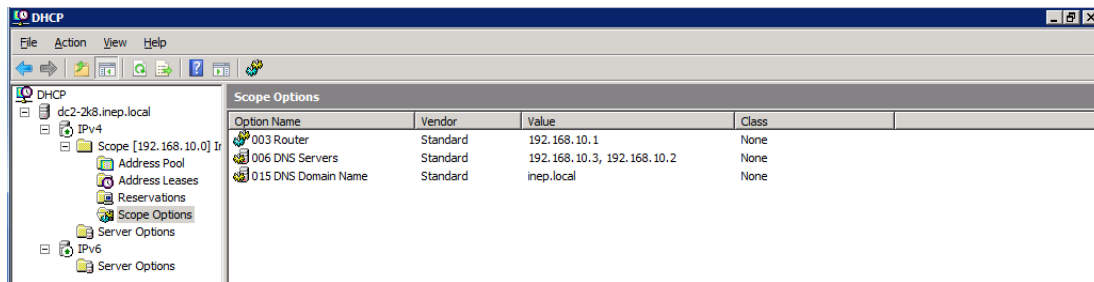 DHCP
File Action View Help
DHCP
dc2-2k8.inep.local
IPv4
Scope [192.168.10.0] Ir
Address Pool
Address Leases
Reservations
Scope Options
Server Options
IPv6
Server Options
Scope Options
Option Name Vendor Value Class
003 Router Standard 192.168.10.1 None
006 DNS Servers Standard 192.168.10.3, 192.168.10.2 None
015 DNS Domain Name Standard inep.local None